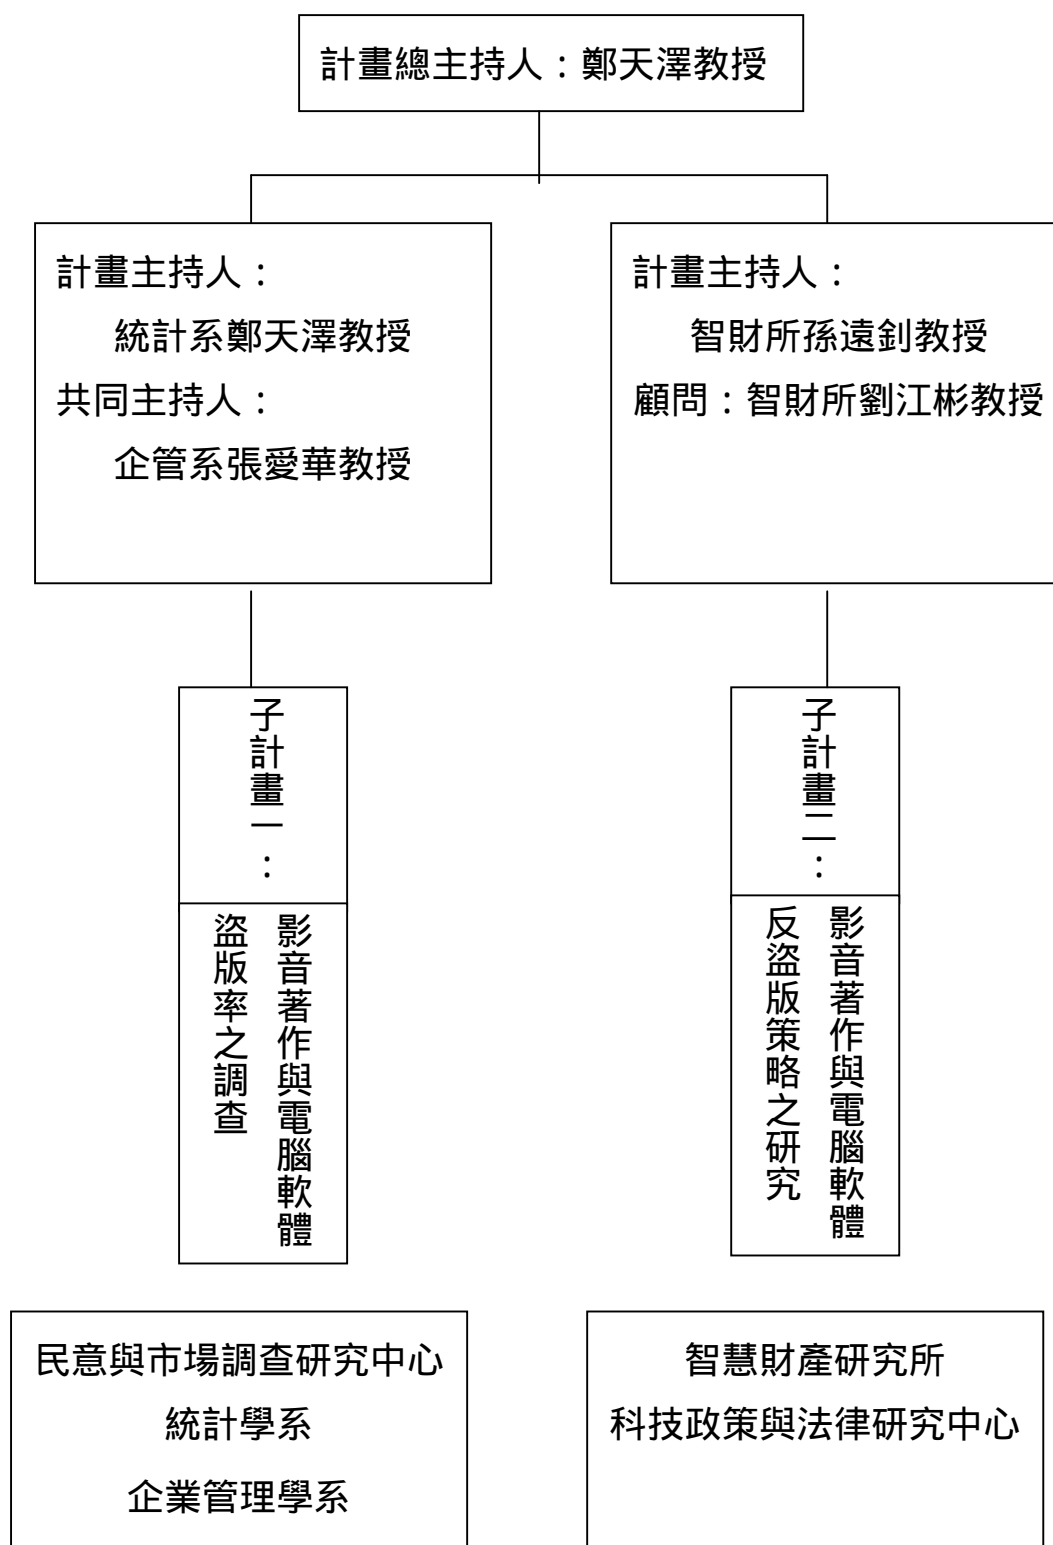 計畫總主持人：鄭天澤教授
計畫主持人：
統計系鄭天澤教授
共同主持人：
企管系張愛華教授
計畫主持人：
智財所孫遠釗教授
顧問：智財所劉江彬教授
子計畫一：
影音著作與電腦軟體
盜版率之調查
子計畫二：
影音著作與電腦軟體
反盜版策略之研究
民意與市場調查研究中心
統計學系
企業管理學系
智慧財產研究所
科技政策與法律研究中心